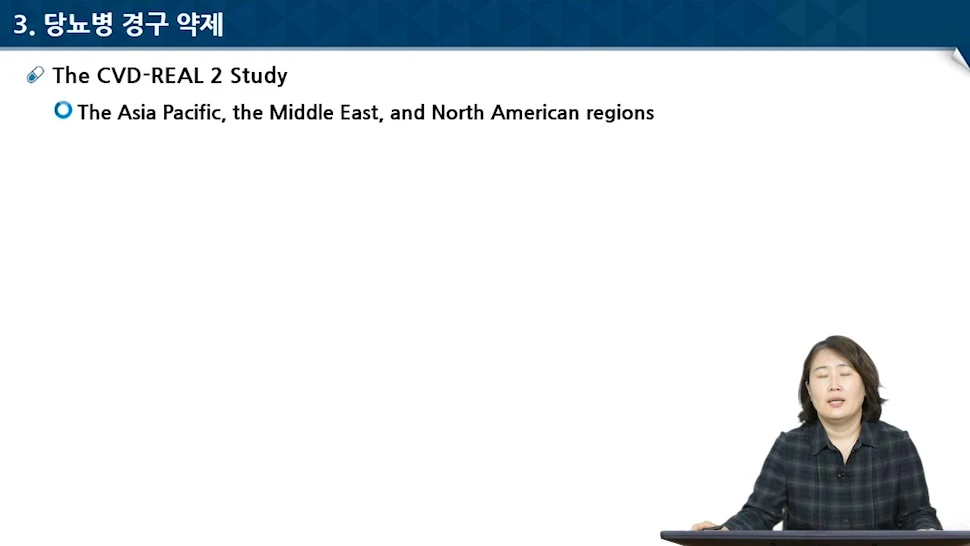 3. 당뇨병 경구 약제
The CVD-REAL 2 Study
The Asia Pacific, the Middle East, and North American regions